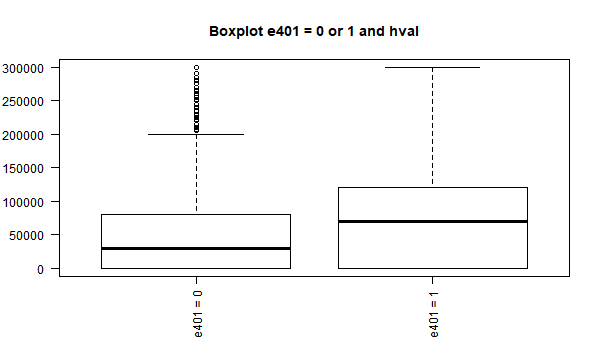 Boxplot e401 = 0 or 1 and hval
300000
250000
200000
150000
100000
50000
0
e401 = 0
e401 = 1